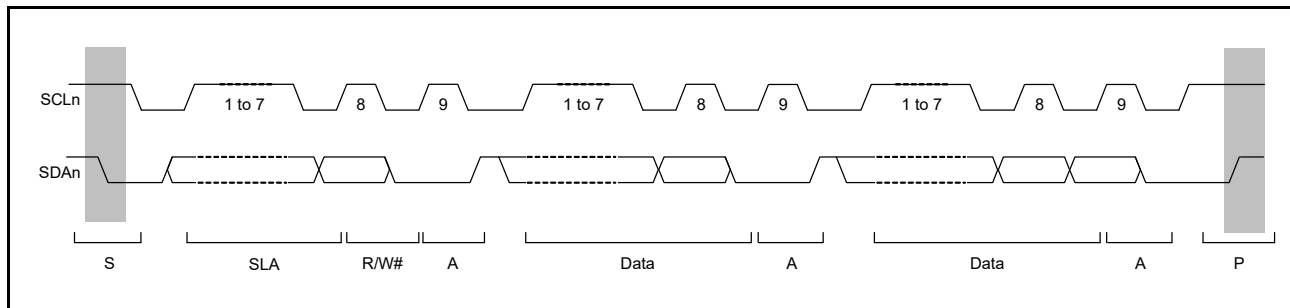 SCLn 1 to 7 8 9 1 to 7 8 9 1 to 7 8 9
SDAn
S SLA R/W# A Data A Data A P